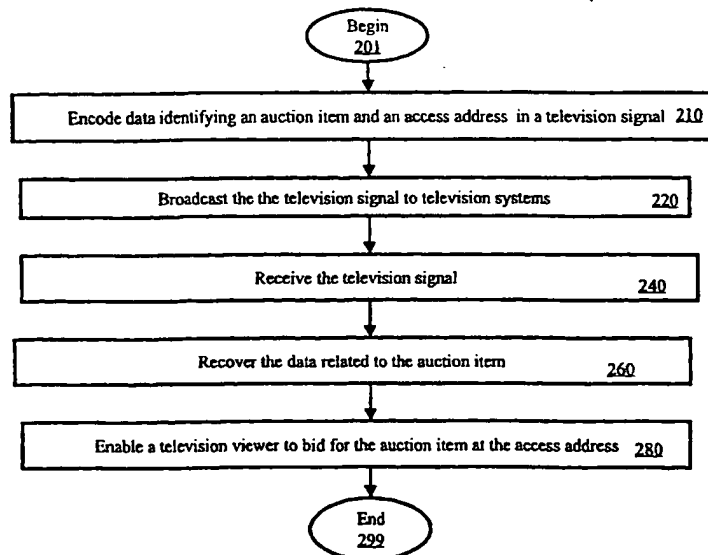 Begin
201
Encode data identifying an auction item and an access address in a television signal 210
Broadcast the the television signal to television systems 220
Receive the television signal 240
Recover the data related to the auction item 260
Enable a television viewer to bid for the auction item at the access address 280
End
299